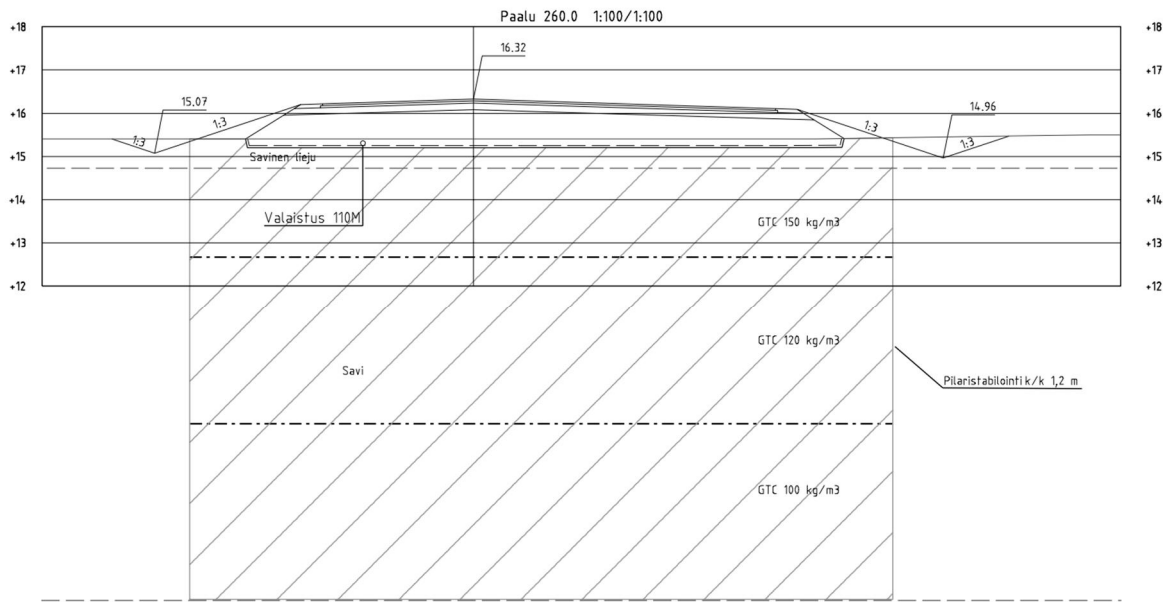 Paalu 260.0 1:100/1:100
+18 +18
16.32
+17 +17
15.07 14.96
+16 +16
1:3 1:3 1:3 1:3
+15 Savinen lieju +15
+14 +14
Valaistus 110M GTC 150 kg/m3
+13 +13
+12 +12
GTC 120 kg/m3
Savi
Pilaristabilointi k/k 1,2 m
GTC 100 kg/m3